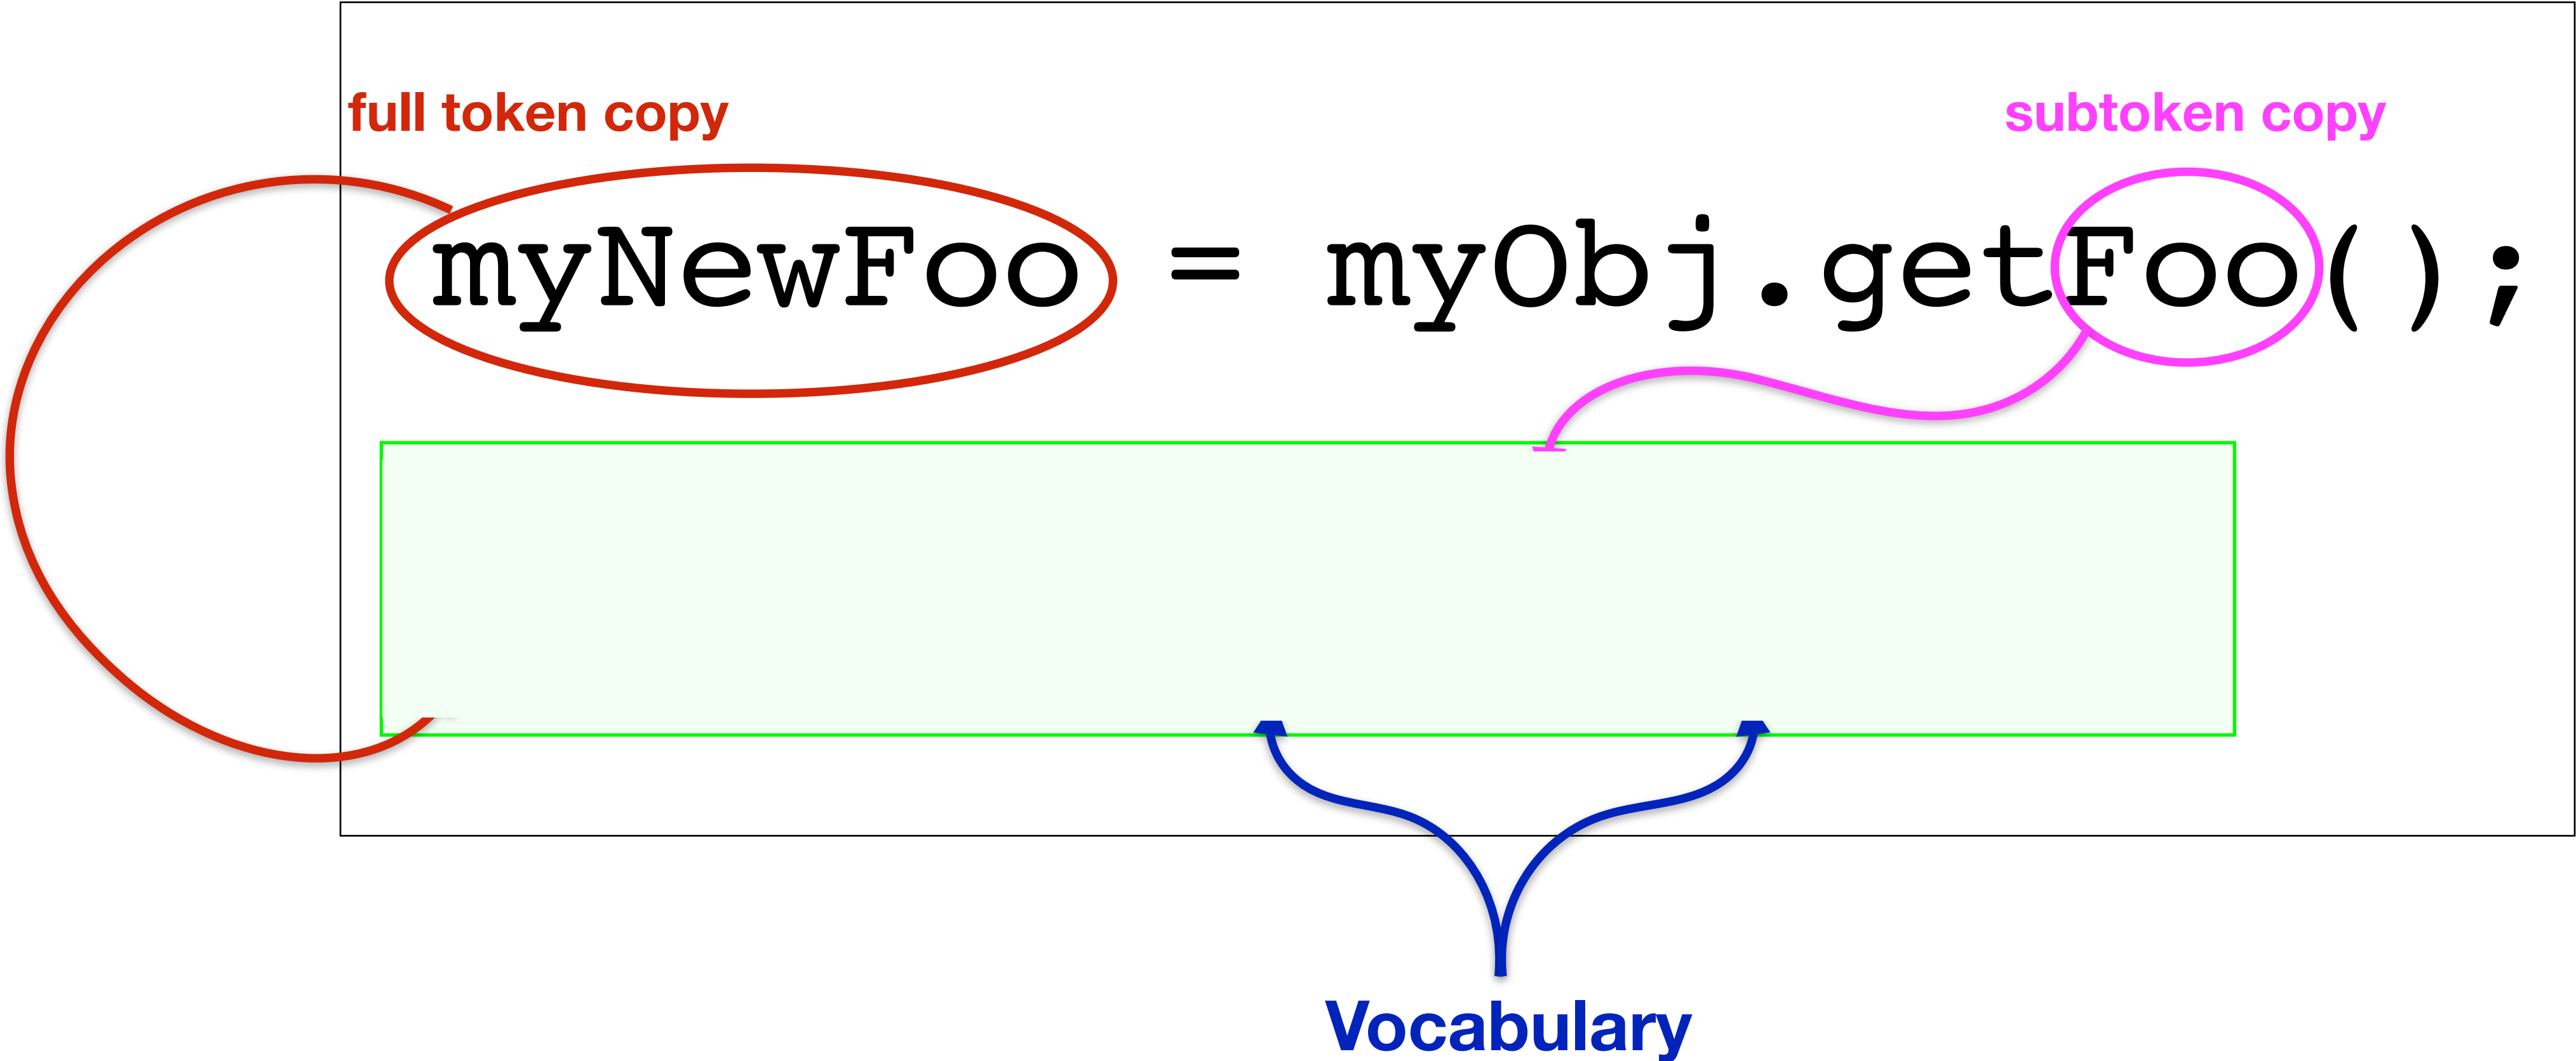 full token copy
subtoken copy
myNewFoo = myObj.getFoo();
Vocabulary